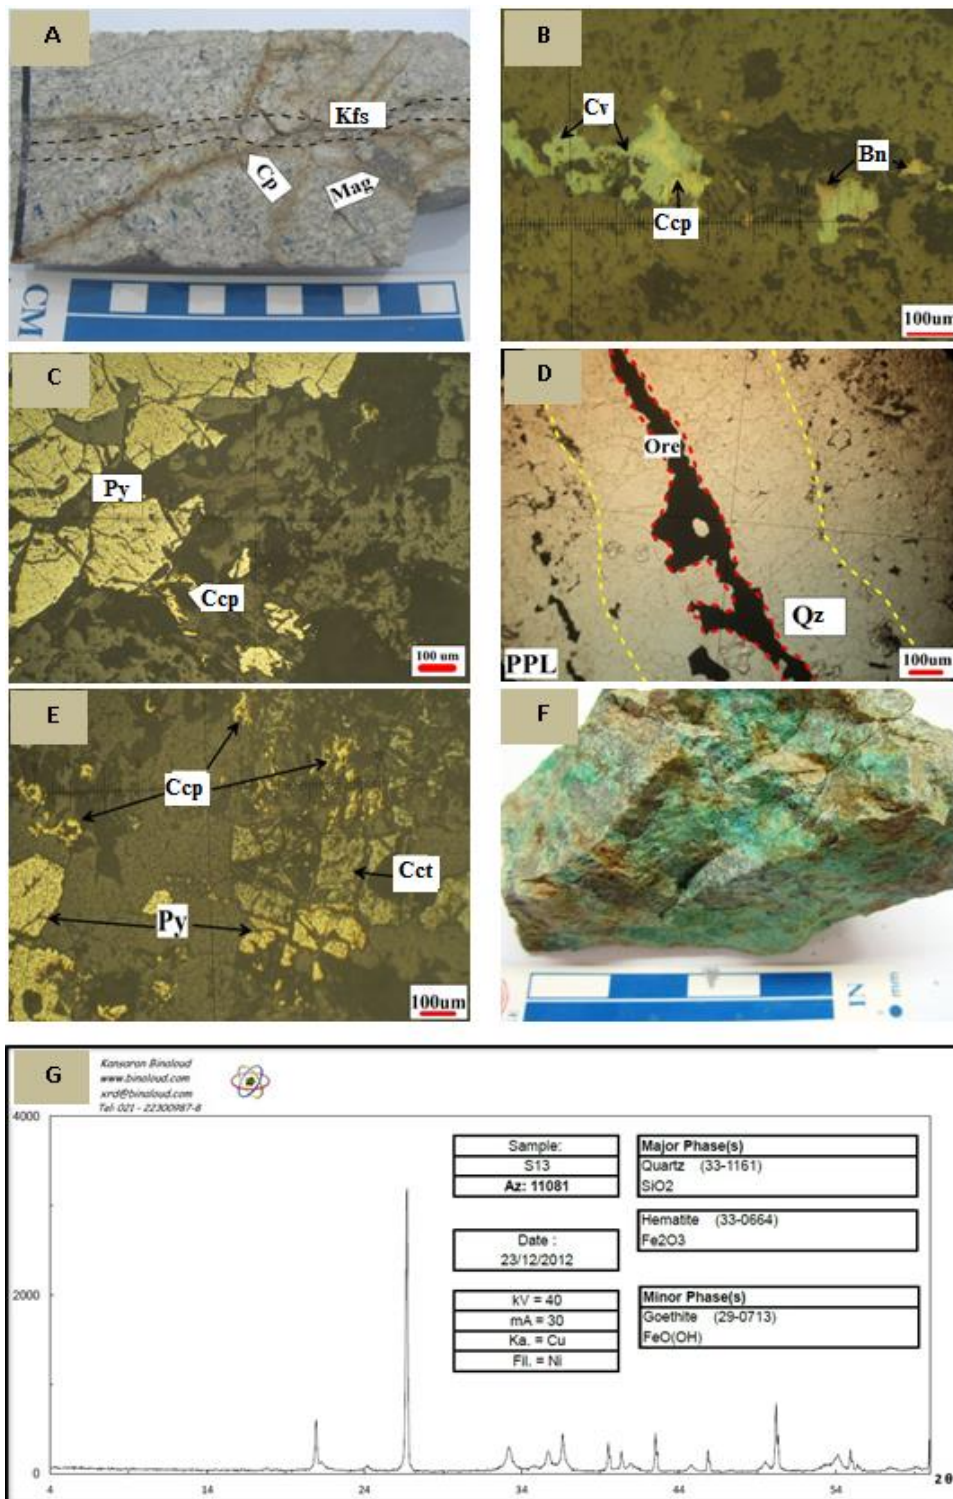 A
Kfs
Cp
Mag
CM
B
Cv
Bn
Ccp
100um
C
Py
Ccp
100 um
D
Ore
Qz
PPL
100um
E
Ccp
Cct
Py
100um
F
IN
mm
G
Kansaran Binaloud
www.binaloud.com
xrd@binaloud.com
Tel: 021 - 22300987-8
4000
2000
0
Sample:
S13
Az: 11081
Date :
23/12/2012
kV = 40
mA = 30
Ka. = Cu
Fil. = Ni
Major Phase(s)
Quartz (33-1161)
SiO2
Hematite (33-0664)
Fe2O3
Minor Phase(s)
Goethite (29-0713)
FeO(OH)
4 14 24 34 44 54